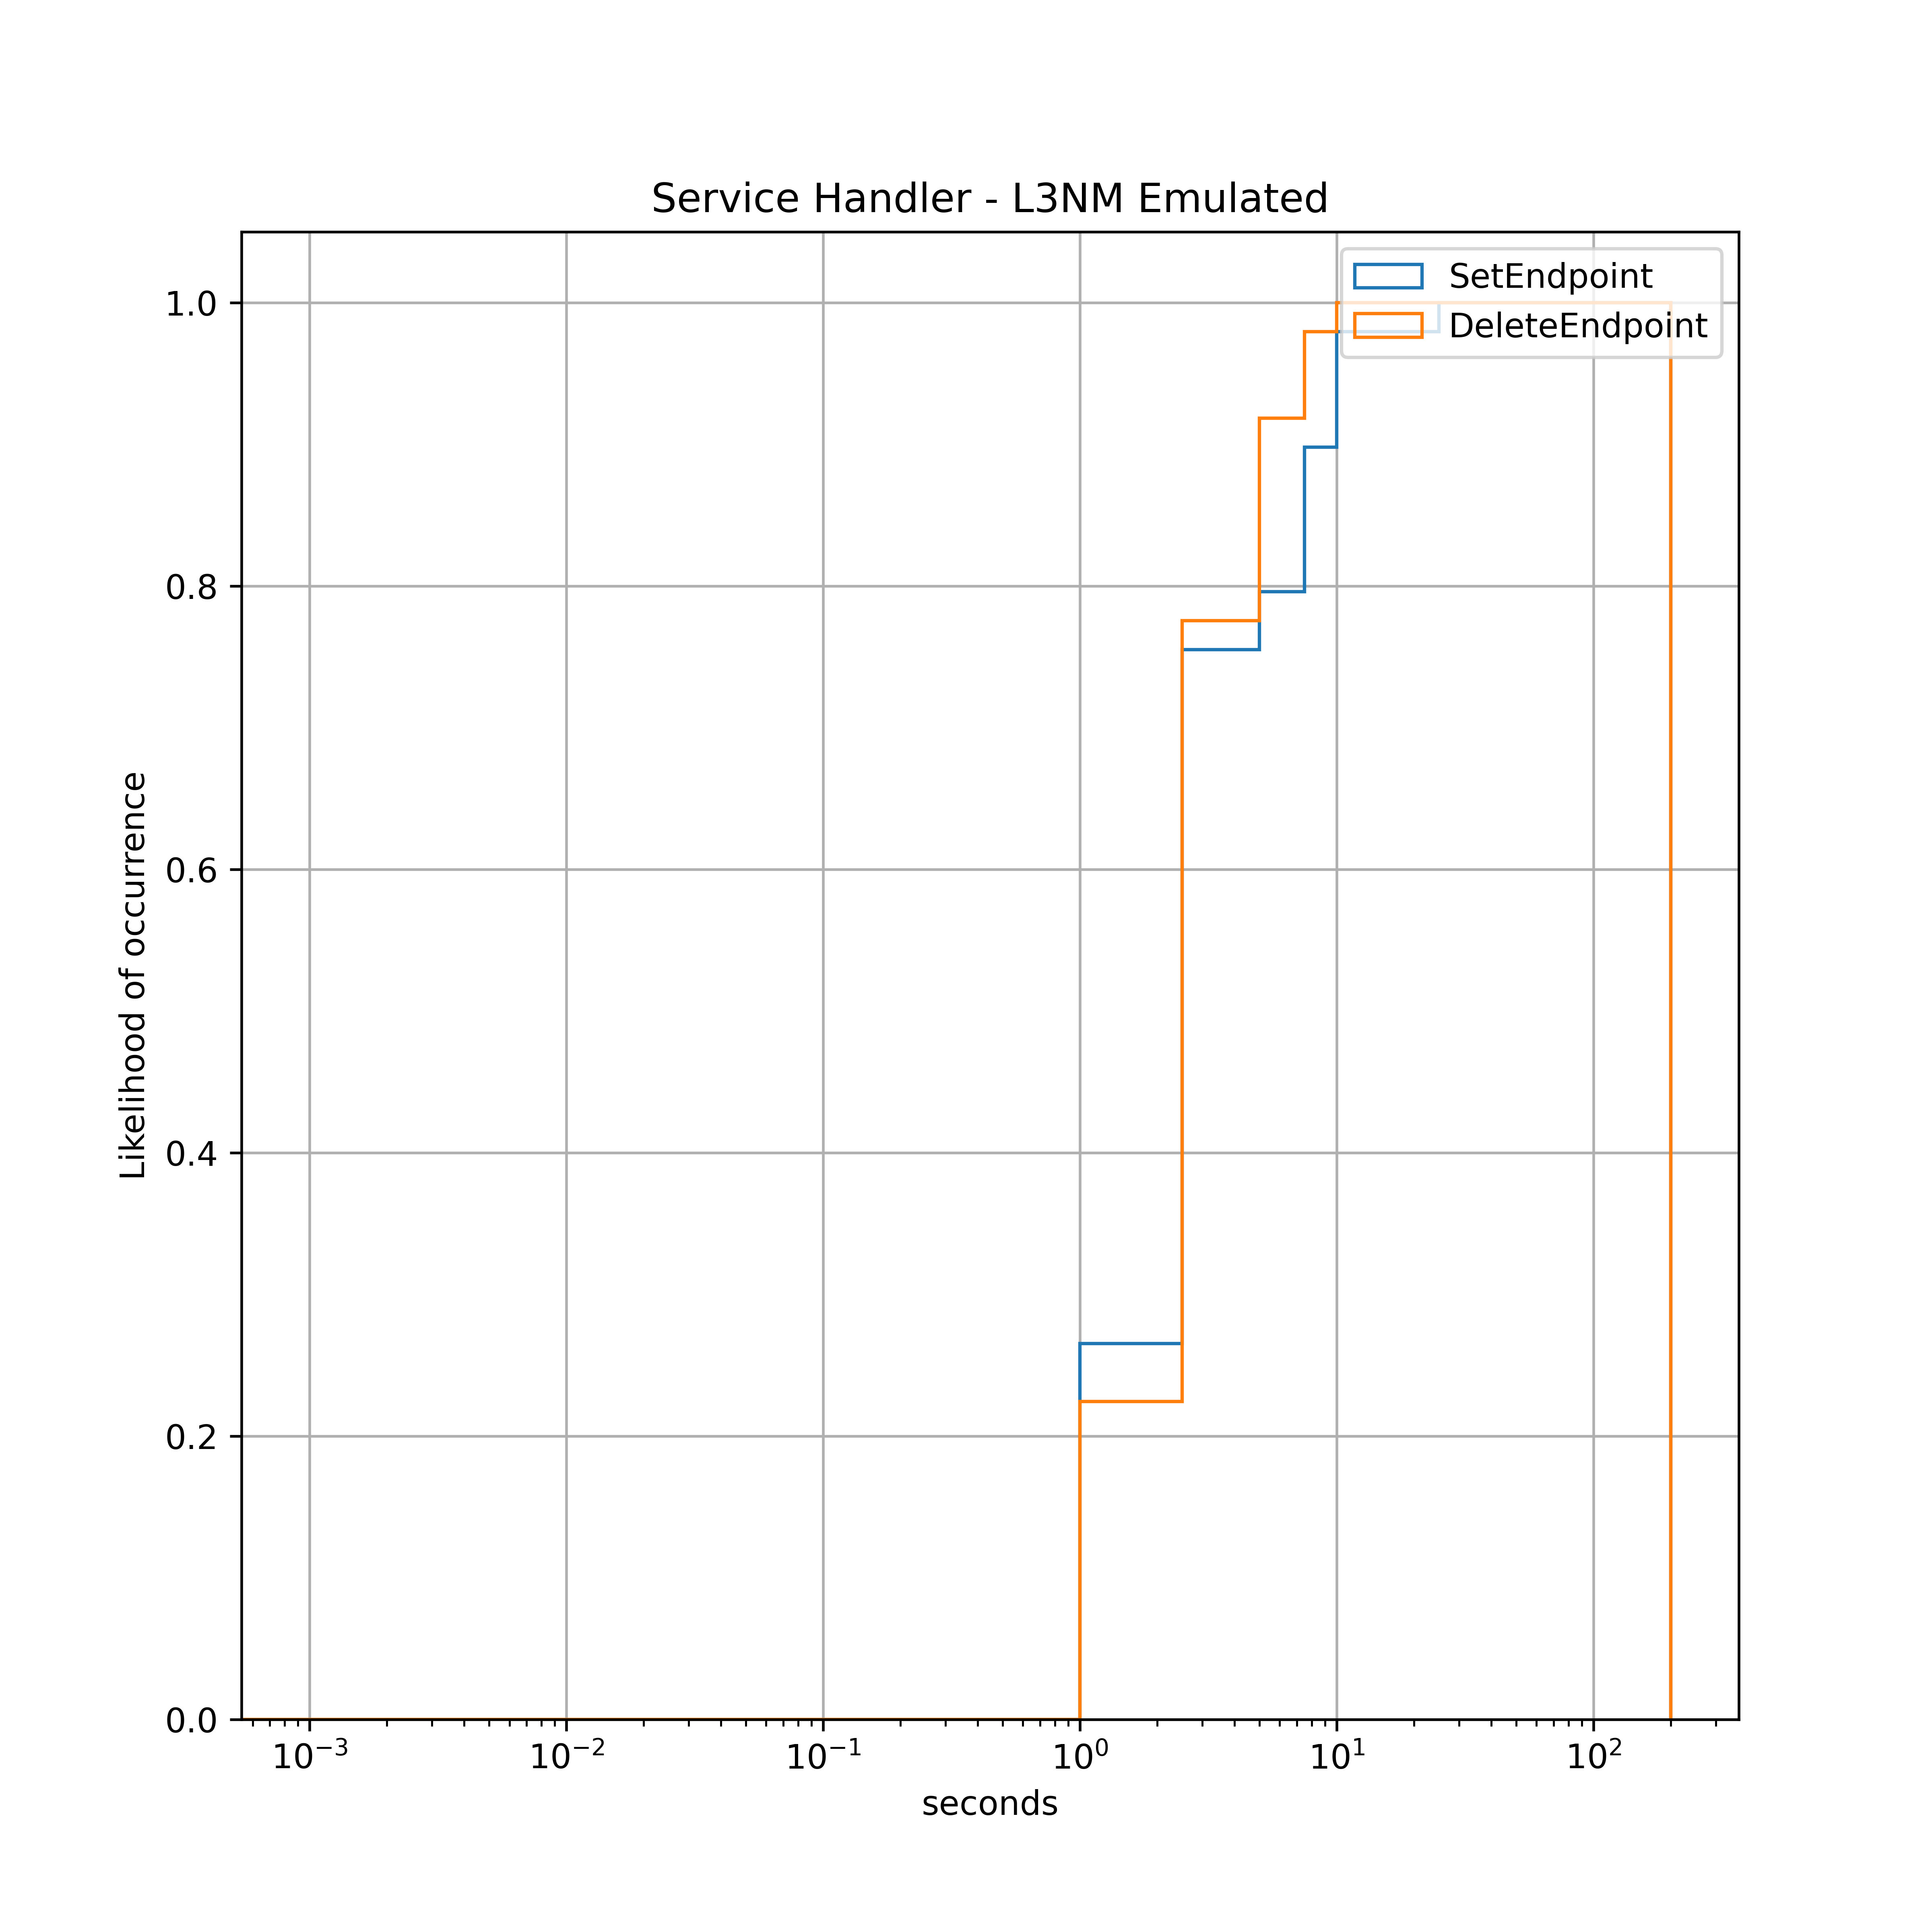 Service Handler - L3NM Emulated
SetEndpoint
DeleteEndpoint
1.0
0.8
0.6
0.4
0.2
0.0
Likelihood of occurrence
10⁻³ 10⁻² 10⁻¹ 10⁰ 10¹ 10²
seconds